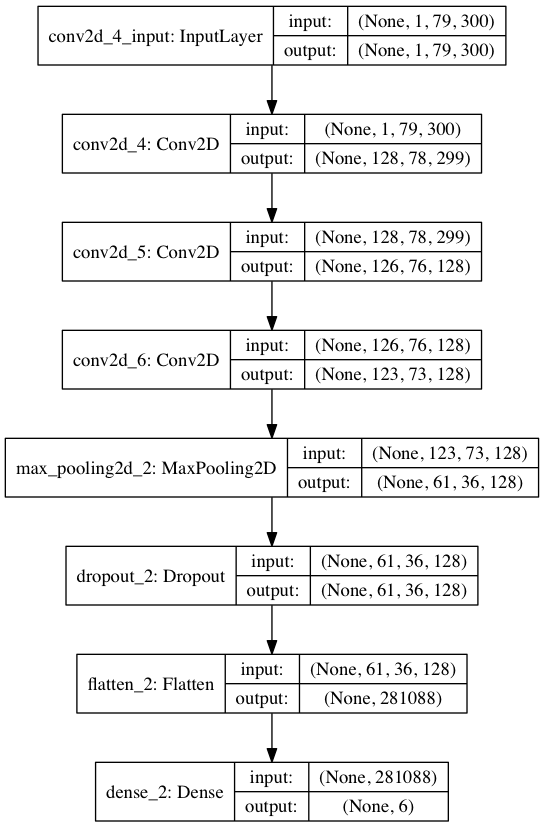 conv2d_4_input: InputLayer
input: (None, 1, 79, 300)
output: (None, 1, 79, 300)
conv2d_4: Conv2D
input: (None, 1, 79, 300)
output: (None, 128, 78, 299)
conv2d_5: Conv2D
input: (None, 128, 78, 299)
output: (None, 126, 76, 128)
conv2d_6: Conv2D
input: (None, 126, 76, 128)
output: (None, 123, 73, 128)
max_pooling2d_2: MaxPooling2D
input: (None, 123, 73, 128)
output: (None, 61, 36, 128)
dropout_2: Dropout
input: (None, 61, 36, 128)
output: (None, 61, 36, 128)
flatten_2: Flatten
input: (None, 61, 36, 128)
output: (None, 281088)
dense_2: Dense
input: (None, 281088)
output: (None, 6)